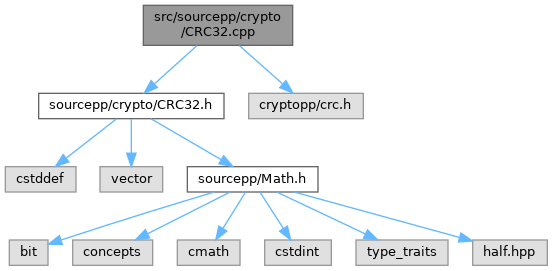 src/sourcepp/crypto
/CRC32.cpp
sourcepp/crypto/CRC32.h
cryptopp/crc.h
cstddef
vector
sourcepp/Math.h
bit
concepts
cmath
cstdint
type_traits
half.hpp